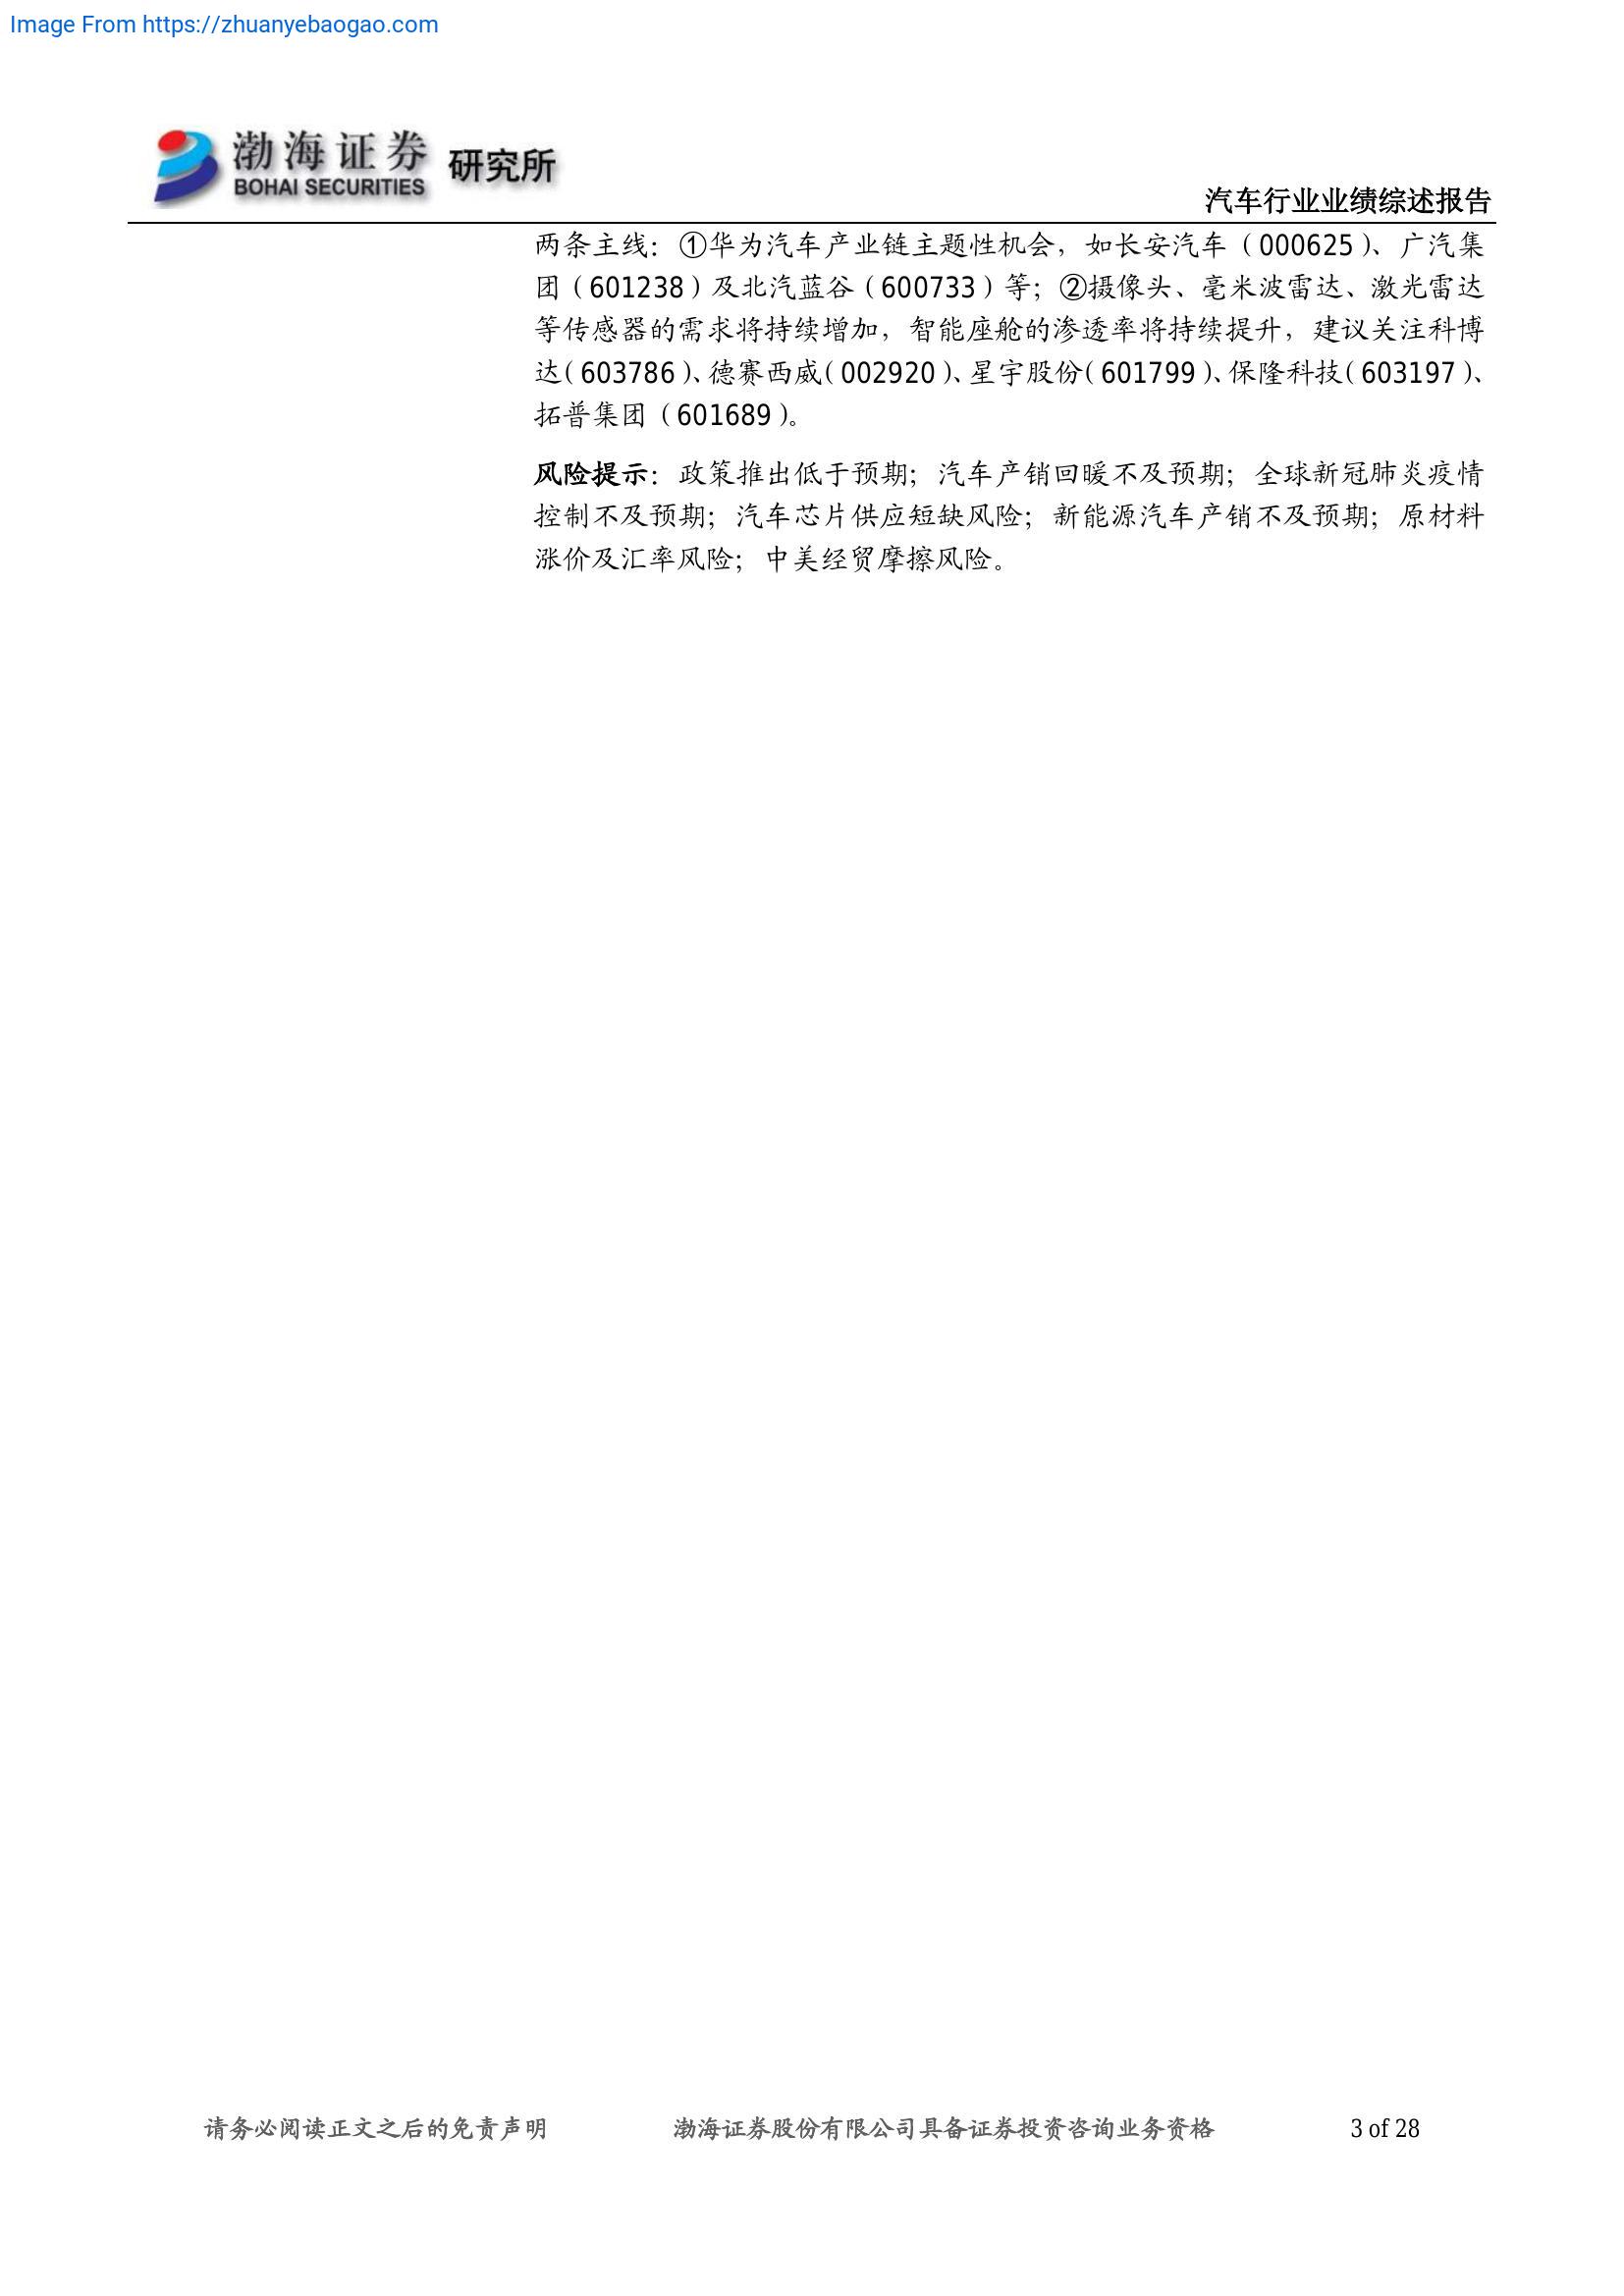 Image From https://zhuanyebaogao.com
渤海证券 研究所
BOHAI SECURITIES
汽车行业业绩综述报告
两条主线：①华为汽车产业链主题性机会，如长安汽车（000625）、广汽集
团（601238）及北汽蓝谷（600733）等；②摄像头、毫米波雷达、激光雷达
等传感器的需求将持续增加，智能座舱的渗透率将持续提升，建议关注科博
达（603786）、德赛西威（002920）、星宇股份（601799）、保隆科技（603197）、
拓普集团（601689）。
风险提示：政策推出低于预期；汽车产销回暖不及预期；全球新冠肺炎疫情
控制不及预期；汽车芯片供应短缺风险；新能源汽车产销不及预期；原材料
涨价及汇率风险；中美经贸摩擦风险。
请务必阅读正文之后的免责声明 渤海证券股份有限公司具备证券投资咨询业务资格 3 of 28